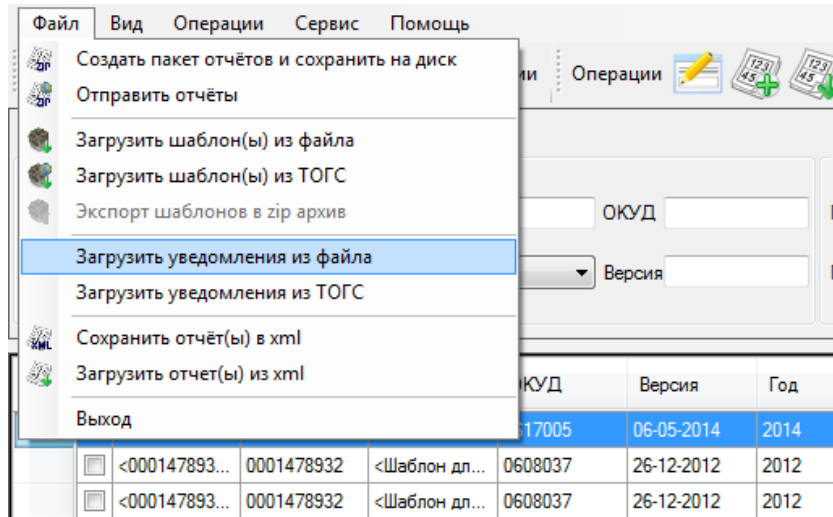 Файл Вид Операции Сервис Помощь
Создать пакет отчётов и сохранить на диск
Отправить отчёты
Операции
Загрузить шаблон(ы) из файла
Загрузить шаблон(ы) из ТОГС
Экспорт шаблонов в zip архив
ОКУД
Загрузить уведомления из файла
Версия
Загрузить уведомления из ТОГС
Сохранить отчёт(ы) в xml
Загрузить отчет(ы) из xml
Выход
ОКУД Версия Год
17005 06-05-2014 2014
<000147893... 0001478932 <Шаблон дл... 0608037 26-12-2012 2012
<000147893... 0001478932 <Шаблон дл... 0608037 26-12-2012 2012